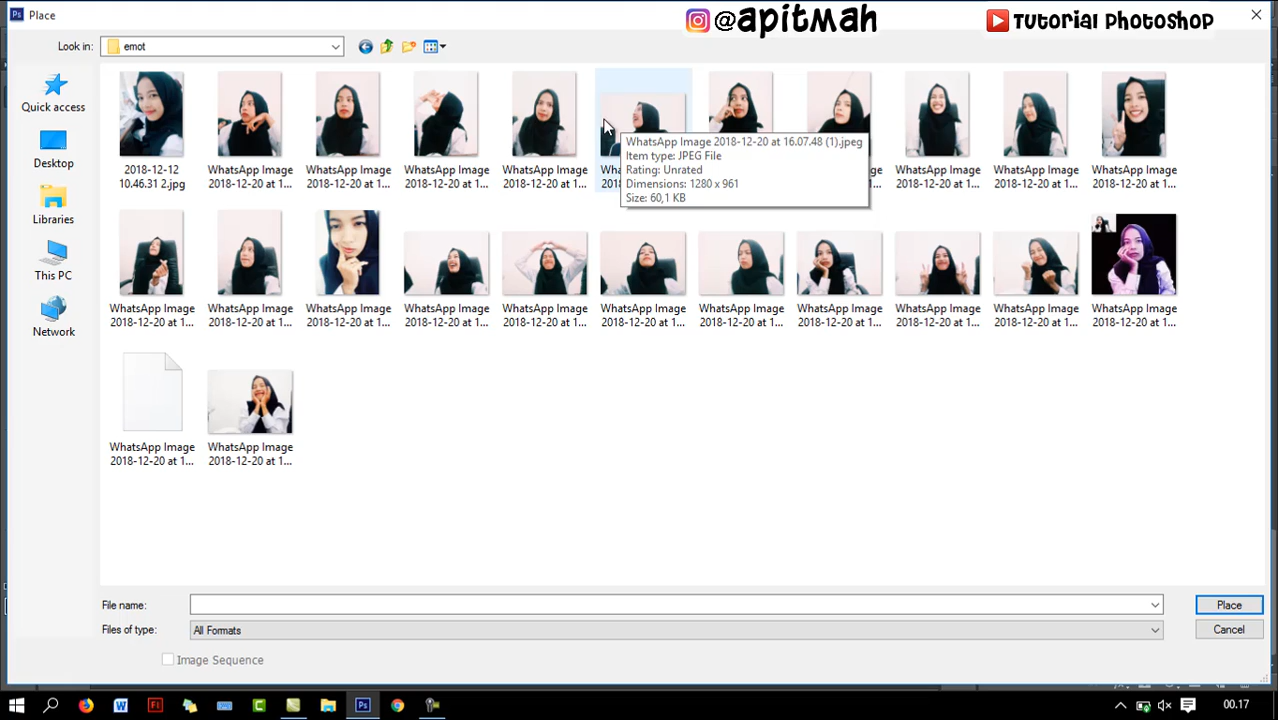 Place
@apitmah
Tutorial Photoshop
Look in:
emot
Quick access
Desktop
Libraries
This PC
Network
2018-12-12
10.46.31 2.jpg
WhatsApp Image
2018-12-20 at 1...
WhatsApp Image
2018-12-20 at 1...
WhatsApp Image
2018-12-20 at 1...
WhatsApp Image
2018-12-20 at 1...
WhatsApp Image 2018-12-20 at 16.07.48 (1).jpeg
Item type: JPEG File
Rating: Unrated
Dimensions: 1280 x 961
Size: 60,1 KB
WhatsApp Image
2018-12-20 at 1...
WhatsApp Image
2018-12-20 at 1...
WhatsApp Image
2018-12-20 at 1...
WhatsApp Image
2018-12-20 at 1...
WhatsApp Image
2018-12-20 at 1...
WhatsApp Image
2018-12-20 at 1...
WhatsApp Image
2018-12-20 at 1...
WhatsApp Image
2018-12-20 at 1...
WhatsApp Image
2018-12-20 at 1...
WhatsApp Image
2018-12-20 at 1...
WhatsApp Image
2018-12-20 at 1...
WhatsApp Image
2018-12-20 at 1...
WhatsApp Image
2018-12-20 at 1...
WhatsApp Image
2018-12-20 at 1...
WhatsApp Image
2018-12-20 at 1...
WhatsApp Image
2018-12-20 at 1...
File name:
Place
Files of type:
All Formats
Cancel
Image Sequence
00.17